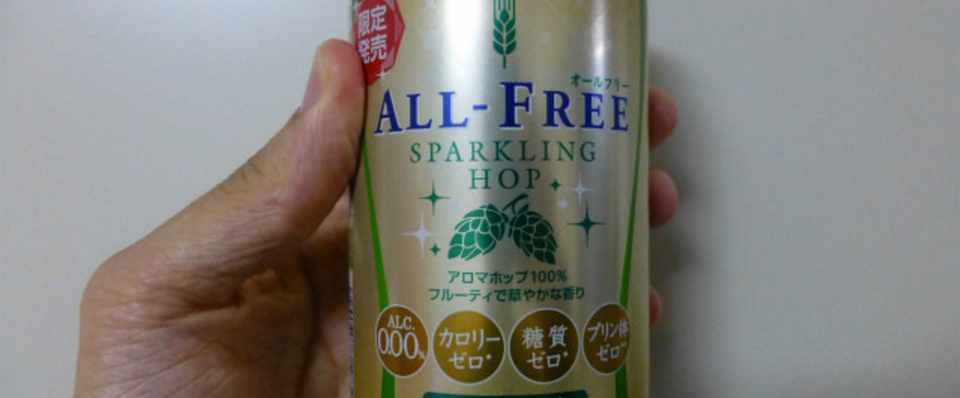 限定
発売
オールフリー
ALL-FREE
SPARKLING
HOP
アロマホップ100%
フルーティで華やかな香り
ALC.
0.00%
カロリー
ゼロ*
糖質
ゼロ*
プリン体
ゼロ**